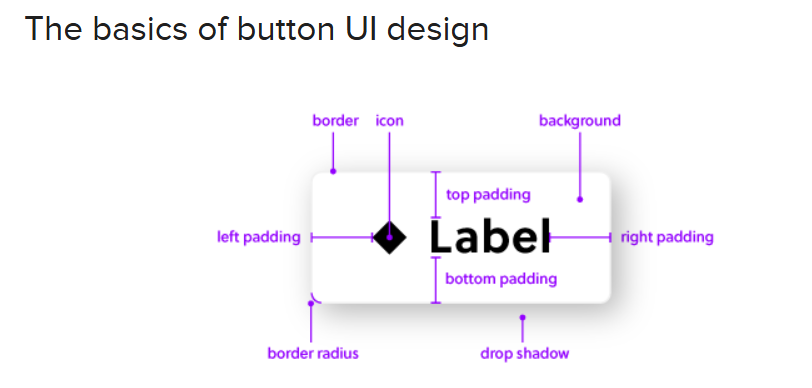 The basics of button UI design
border icon background
top padding
left padding Label right padding
bottom padding
border radius drop shadow